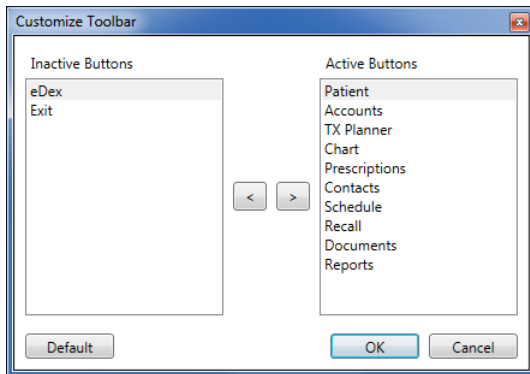 Customize Toolbar
Inactive Buttons
eDex
Exit
<
>
Active Buttons
Patient
Accounts
TX Planner
Chart
Prescriptions
Contacts
Schedule
Recall
Documents
Reports
Default
OK
Cancel